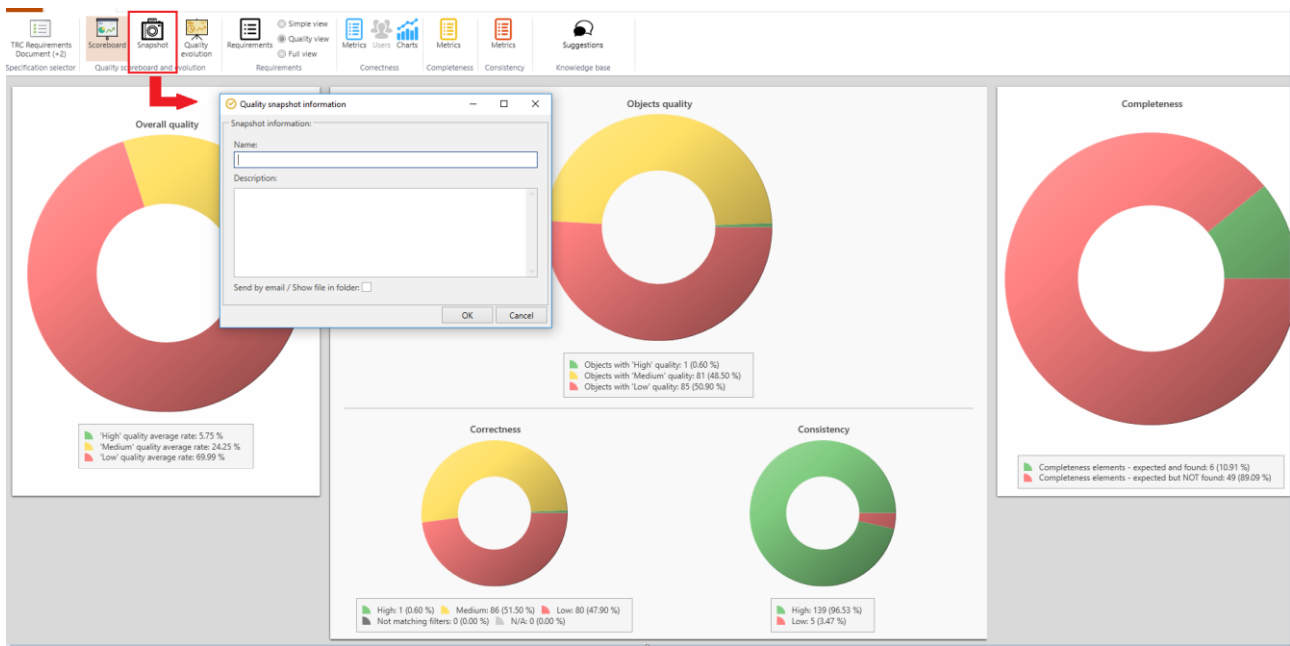 TRC Requirements
Document (+2)
Scoreboard
Snapshot
Quality
evolution
Requirements
Simple view
Quality view
Full view
Metrics
Users
Charts
Metrics
Metrics
Suggestions
Specification selector
Quality scoreboard and evolution
Requirements
Correctness
Completeness
Consistency
Knowledge base
Overall quality
'High' quality average rate: 5.75 %
'Medium' quality average rate: 24.25 %
'Low' quality average rate: 69.99 %
Quality snapshot information
Snapshot information:
Name:
Description:
Send by email / Show file in folder:
OK
Cancel
Objects quality
Objects with 'High' quality: 1 (0.60 %)
Objects with 'Medium' quality: 81 (48.50 %)
Objects with 'Low' quality: 85 (50.90 %)
Correctness
High: 1 (0.60 %) Medium: 86 (51.50 %) Low: 80 (47.90 %)
Not matching filters: 0 (0.00 %) N/A: 0 (0.00 %)
Consistency
High: 139 (96.53 %)
Low: 5 (3.47 %)
Completeness
Completeness elements - expected and found: 6 (10.91 %)
Completeness elements - expected but NOT found: 49 (89.09 %)